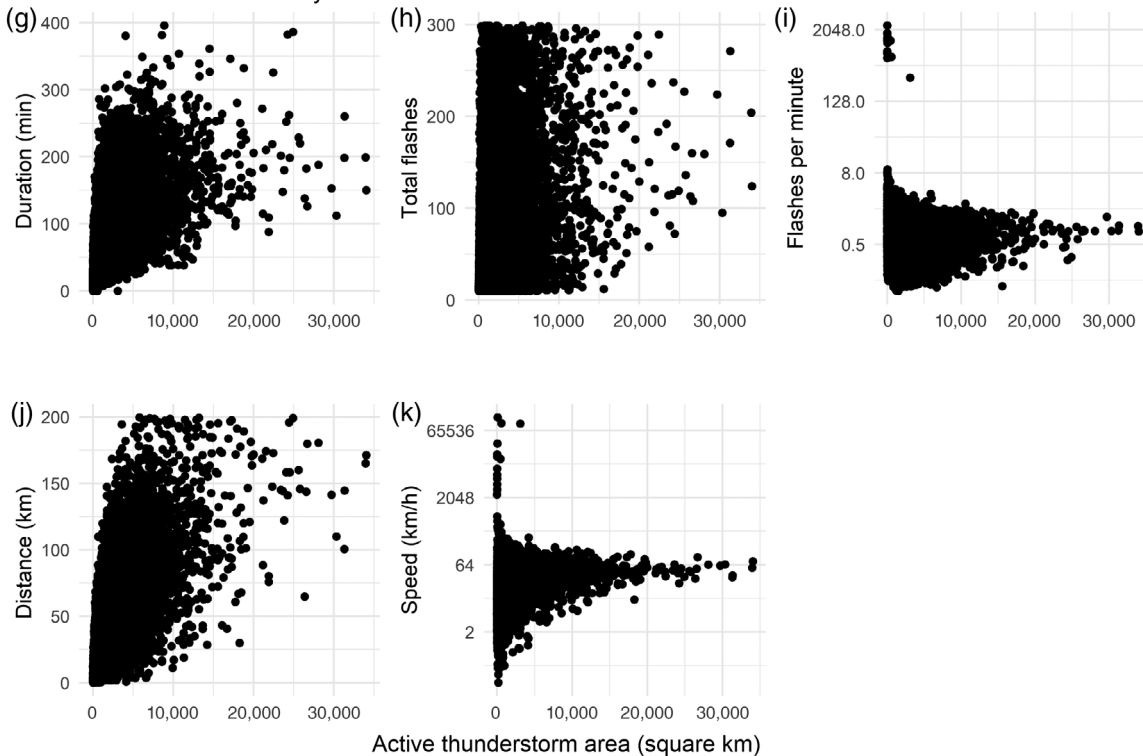 (g)
400
300
200
100
0
Duration (min)
0 10,000 20,000 30,000
(h)
300
200
100
0
Total flashes
0 10,000 20,000 30,000
(i)
2048.0
128.0
8.0
0.5
Flashes per minute
0 10,000 20,000 30,000
(j)
200
150
100
50
0
Distance (km)
0 10,000 20,000 30,000
(k)
65536
2048
64
2
Speed (km/h)
0 10,000 20,000 30,000
Active thunderstorm area (square km)